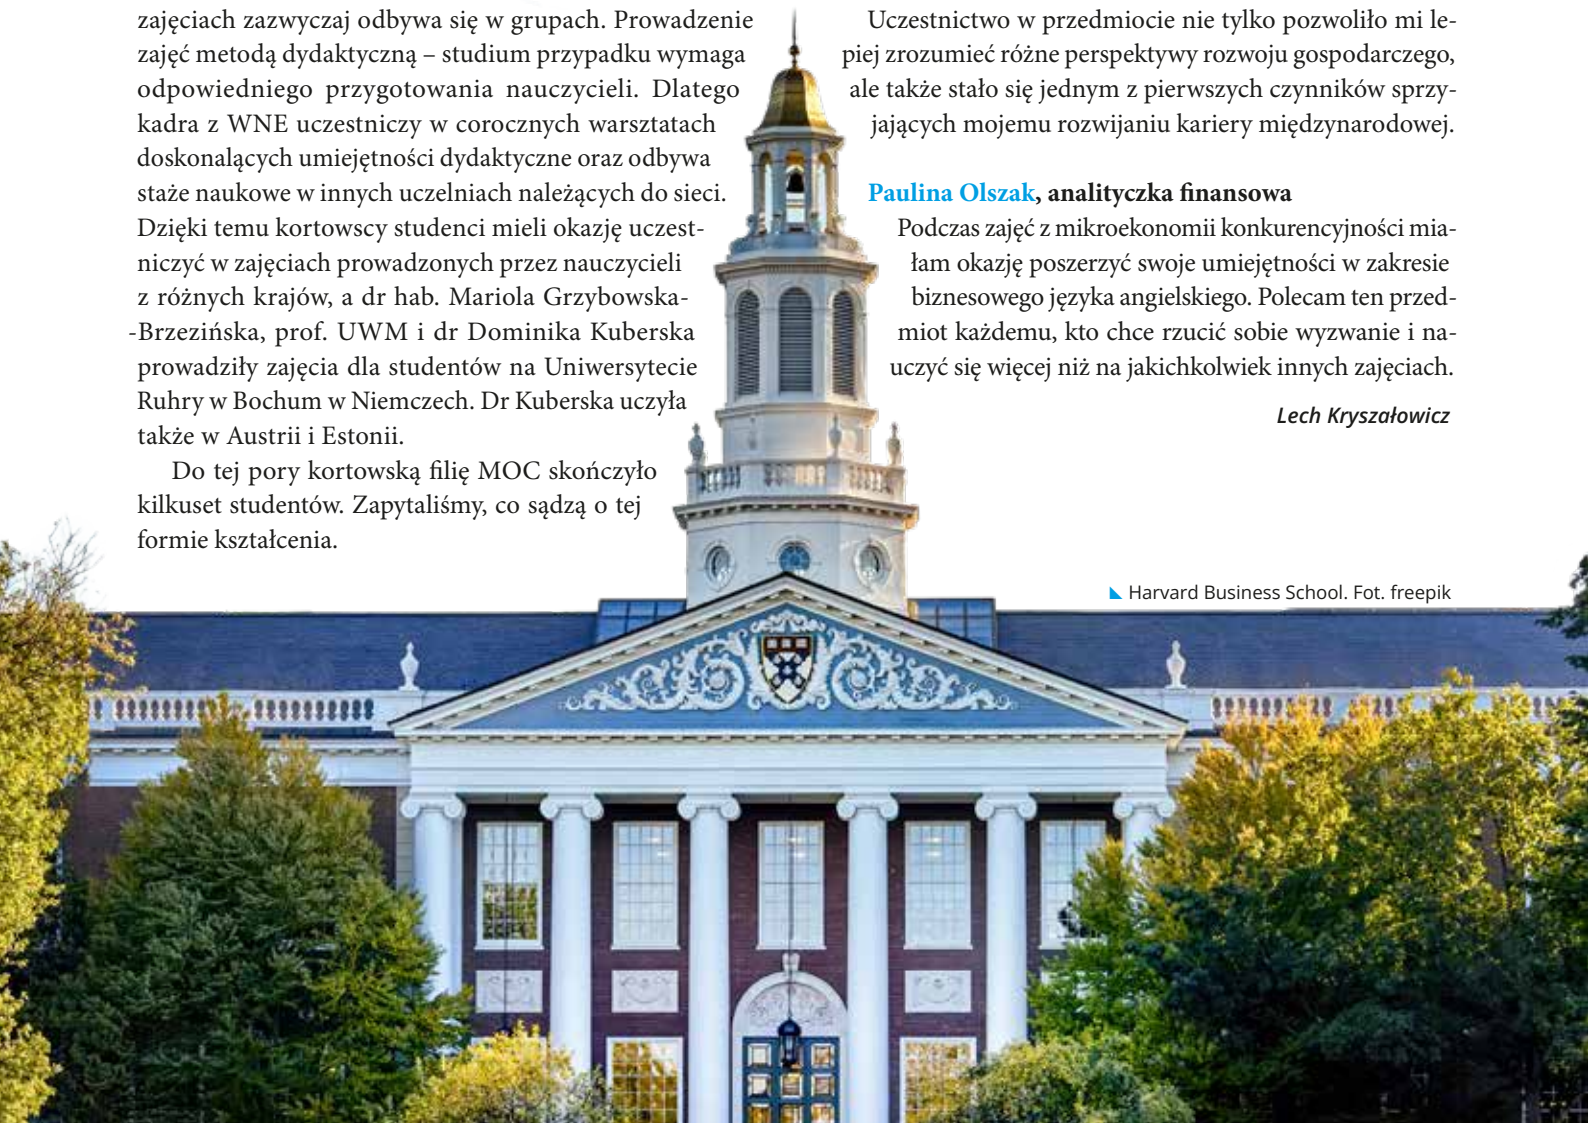 zajęciach zazwyczaj odbywa się w grupach. Prowadzenie
zajęć metodą dydaktyczną – studium przypadku wymaga
odpowiedniego przygotowania nauczycieli. Dlatego
kadra z WNE uczestniczy w corocznych warsztatach
doskonalących umiejętności dydaktyczne oraz odbywa
staże naukowe w innych uczelniach należących do sieci.
Dzięki temu kortowscy studenci mieli okazję uczest-
niczyć w zajęciach prowadzonych przez nauczycieli
z różnych krajów, a dr hab. Mariola Grzybowska-
-Brzezińska, prof. UWM i dr Dominika Kuberska
prowadziły zajęcia dla studentów na Uniwersytecie
Ruhry w Bochum w Niemczech. Dr Kuberska uczyła
także w Austrii i Estonii.
Do tej pory kortowską filię MOC skończyło
kilkuset studentów. Zapytaliśmy, co sądzą o tej
formie kształcenia.
Uczestnictwo w przedmiocie nie tylko pozwoliło mi le-
piej zrozumieć różne perspektywy rozwoju gospodarczego,
ale także stało się jednym z pierwszych czynników sprzy-
jających mojemu rozwijaniu kariery międzynarodowej.
Paulina Olszak, analityczka finansowa
Podczas zajęć z mikroekonomii konkurencyjności mia-
łam okazję poszerzyć swoje umiejętności w zakresie
biznesowego języka angielskiego. Polecam ten przed-
miot każdemu, kto chce rzucić sobie wyzwanie i na-
uczyć się więcej niż na jakichkolwiek innych zajęciach.
Lech Kryszałowicz
Harvard Business School. Fot. freepik